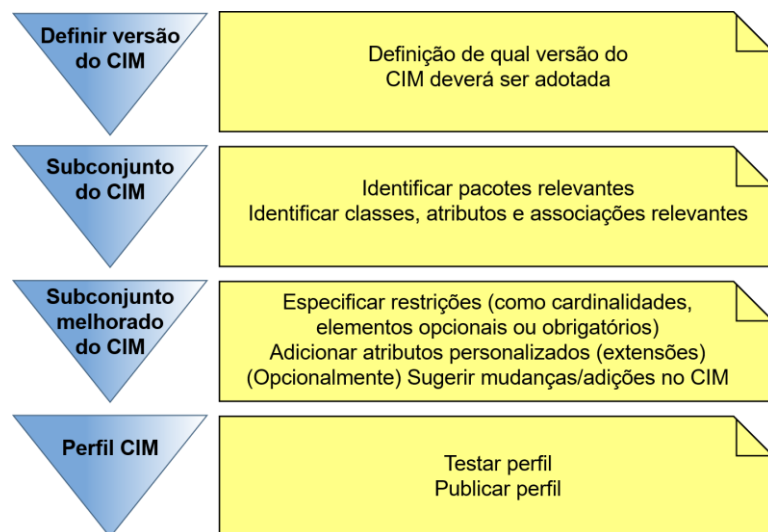 Definir versão
do CIM
Definição de qual versão do
CIM deverá ser adotada
Subconjunto
do CIM
Identificar pacotes relevantes
Identificar classes, atributos e associações relevantes
Subconjunto
melhorado
do CIM
Especificar restrições (como cardinalidades,
elementos opcionais ou obrigatórios)
Adicionar atributos personalizados (extensões)
(Opcionalmente) Sugerir mudanças/adições no CIM
Perfil CIM
Testar perfil
Publicar perfil